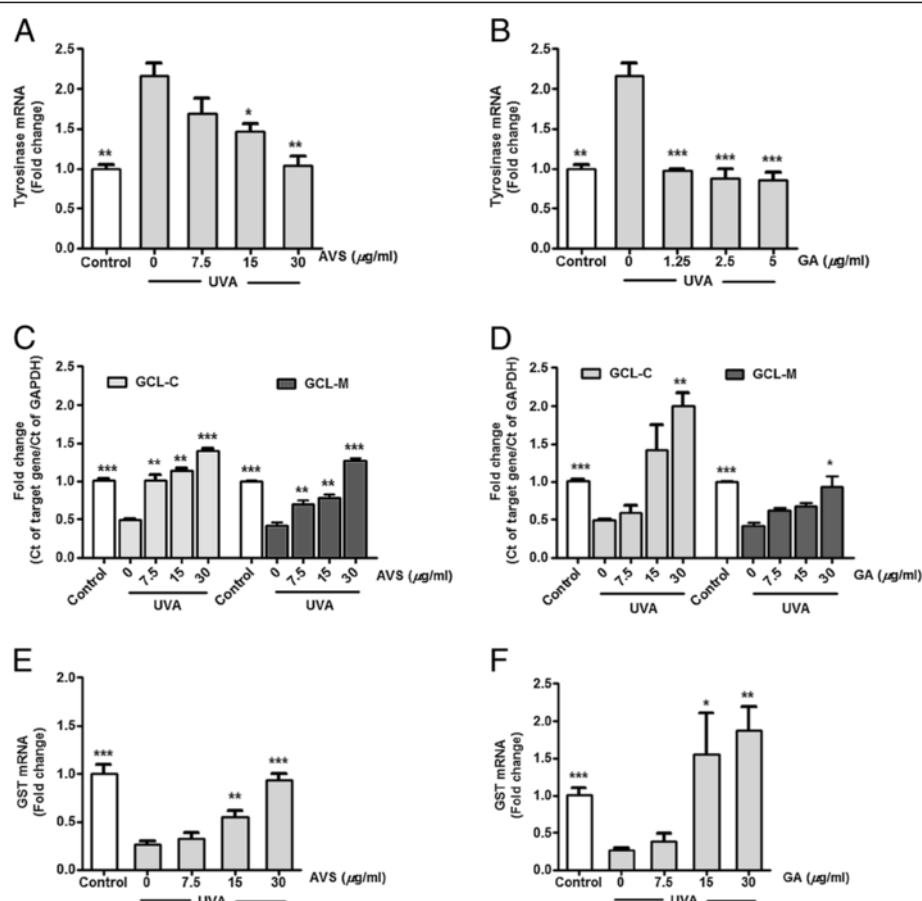 A
Tyrosinase mRNA
(Fold change)
2.5
2.0
1.5
1.0
0.5
0.0
**
*
**
Control 0 7.5 15 30 AVS (μg/ml)
UVA
B
Tyrosinase mRNA
(Fold change)
2.5
2.0
1.5
1.0
0.5
0.0
**
***
***
***
Control 0 1.25 2.5 5 GA (μg/ml)
UVA
C
Fold change
(Ct of target gene/Ct of GAPDH)
2.5
2.0
1.5
1.0
0.5
0.0
GCL-C GCL-M
***
**
**
***
***
**
**
***
Control 0 7.5 15 30 Control 0 7.5 15 30 AVS (μg/ml)
UVA UVA
D
Fold change
(Ct of target gene/Ct of GAPDH)
2.5
2.0
1.5
1.0
0.5
0.0
GCL-C GCL-M
***
**
***
*
Control 0 7.5 15 30 Control 0 7.5 15 30 GA (μg/ml)
UVA UVA
E
GST mRNA
(Fold change)
2.0
1.5
1.0
0.5
0.0
***
**
***
Control 0 7.5 15 30 AVS (μg/ml)
UVA
F
GST mRNA
(Fold change)
2.5
2.0
1.5
1.0
0.5
0.0
***
*
**
Control 0 7.5 15 30 GA (μg/ml)
UVA